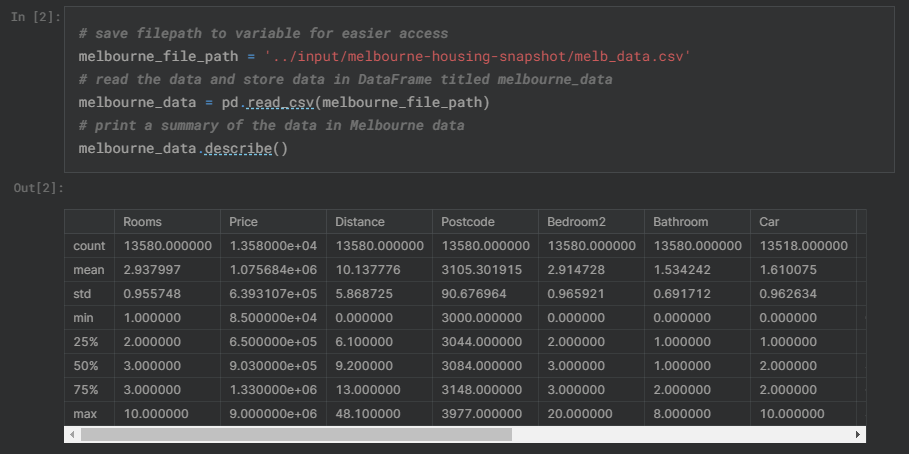 In [2]:
# save filepath to variable for easier access
melbourne_file_path = '../input/melbourne-housing-snapshot/melb_data.csv'
# read the data and store data in DataFrame titled melbourne_data
melbourne_data = pd.read_csv(melbourne_file_path)
# print a summary of the data in Melbourne data
melbourne_data.describe()
Out[2]:
Rooms Price Distance Postcode Bedroom2 Bathroom Car
count 13580.000000 1.358000e+04 13580.000000 13580.000000 13580.000000 13580.000000 13518.000000
mean 2.937997 1.075684e+06 10.137776 3105.301915 2.914728 1.534242 1.610075
std 0.955748 6.393107e+05 5.868725 90.676964 0.965921 0.691712 0.962634
min 1.000000 8.500000e+04 0.000000 3000.000000 0.000000 0.000000 0.000000
25% 2.000000 6.500000e+05 6.100000 3044.000000 2.000000 1.000000 1.000000
50% 3.000000 9.030000e+05 9.200000 3084.000000 3.000000 1.000000 2.000000
75% 3.000000 1.330000e+06 13.000000 3148.000000 3.000000 2.000000 2.000000
max 10.000000 9.000000e+06 48.100000 3977.000000 20.000000 8.000000 10.000000